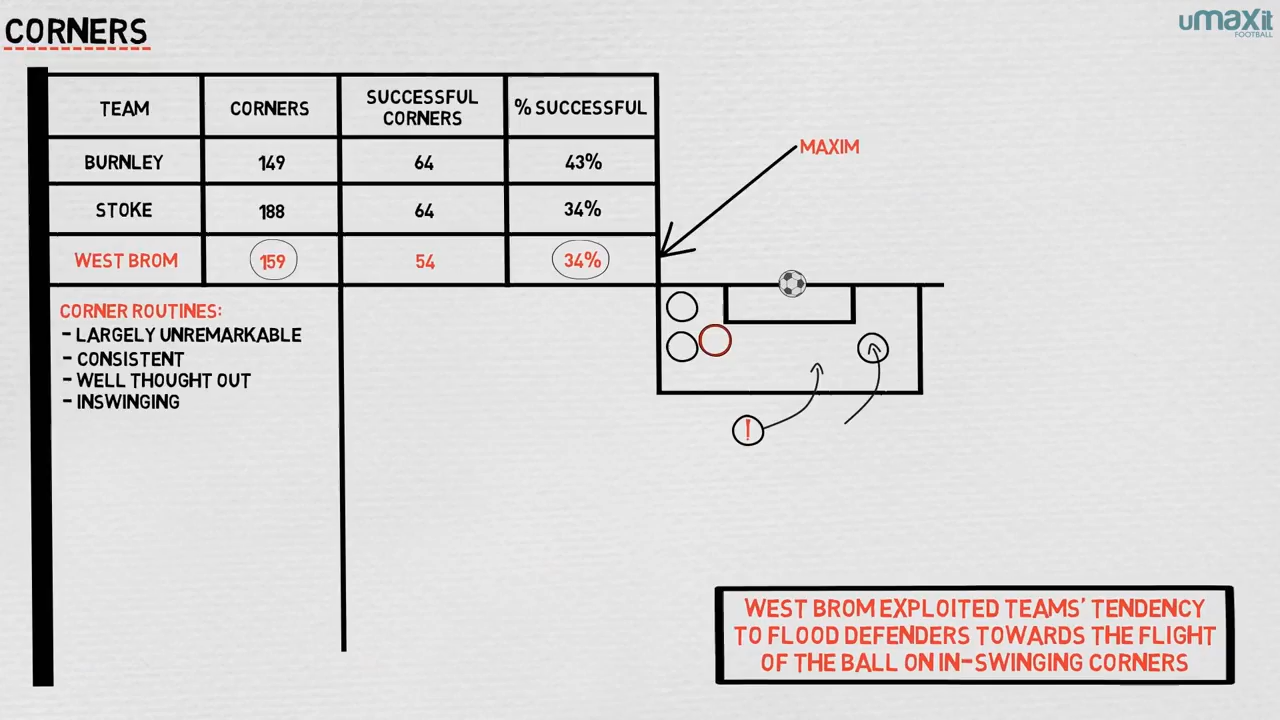 CORNERS
umaxit
FOOTBALL
TEAM CORNERS SUCCESSFUL CORNERS % SUCCESSFUL
BURNLEY 149 64 43%
STOKE 188 64 34%
WEST BROM 159 54 34%
MAXIM
CORNER ROUTINES:
- LARGELY UNREMARKABLE
- CONSISTENT
- WELL THOUGHT OUT
- INSWINGING
!
WEST BROM EXPLOITED TEAMS' TENDENCY
TO FLOOD DEFENDERS TOWARDS THE FLIGHT
OF THE BALL ON IN-SWINGING CORNERS